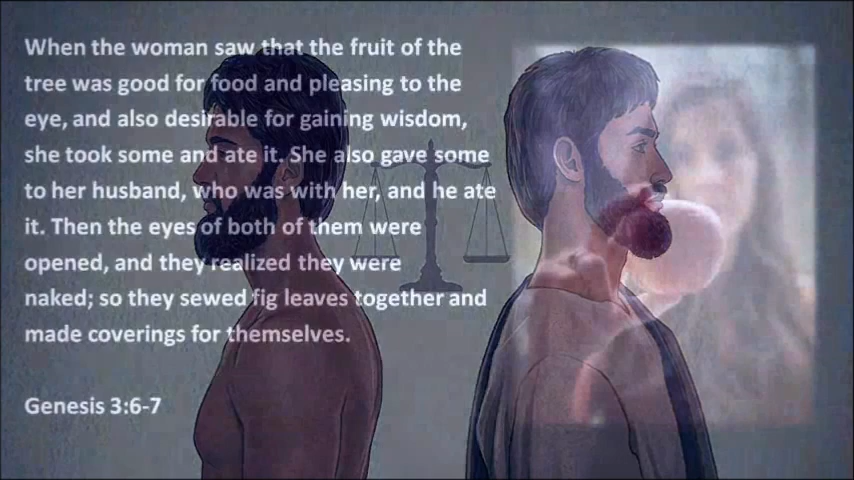 When the woman saw that the fruit of the
tree was good for food and pleasing to the
eye, and also desirable for gaining wisdom,
she took some and ate it. She also gave some
to her husband, who was with her, and he ate
it. Then the eyes of both of them were
opened, and they realized they were
naked; so they sewed fig leaves together and
made coverings for themselves.
Genesis 3:6-7